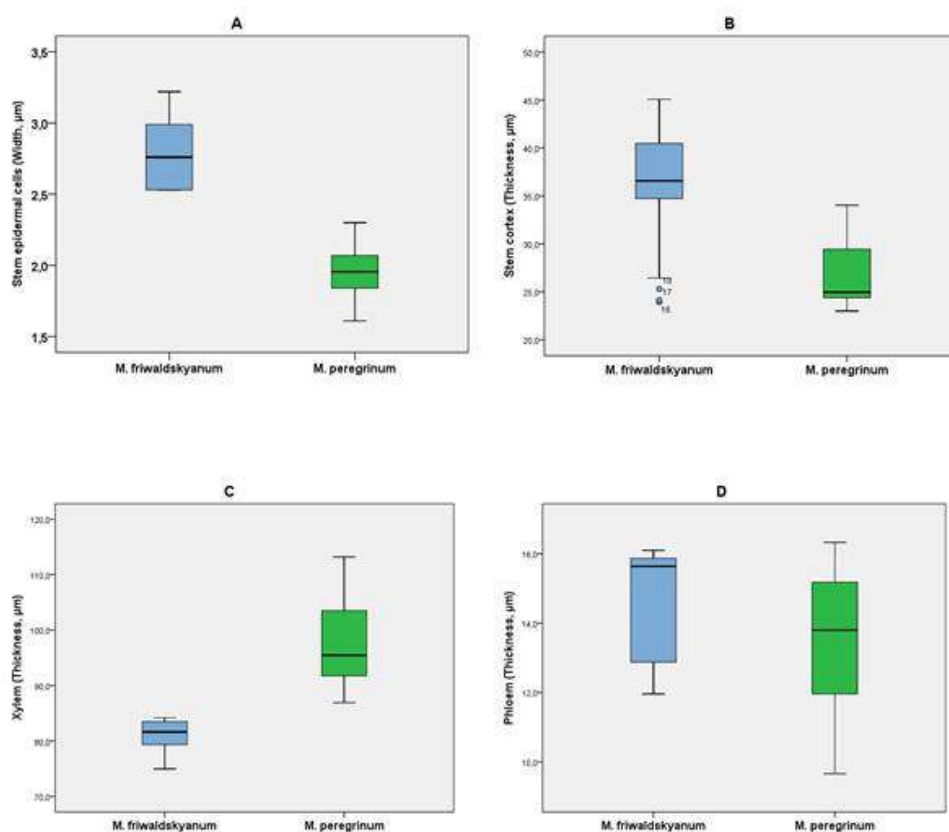 A
3,5
3,0
2,5
2,0
1,5
Stem epidermal cells (Width, µm)
M. friwaldskyanum
M. peregrinum
B
50,0
45,0
40,0
35,0
30,0
25,0
20,0
Stem cortex (Thickness, µm)
17
16
M. friwaldskyanum
M. peregrinum
C
120,0
110,0
100,0
90,0
80,0
70,0
Xylem (Thickness, µm)
M. friwaldskyanum
M. peregrinum
D
16,0
14,0
12,0
10,0
Phloem (Thickness, µm)
M. friwaldskyanum
M. peregrinum